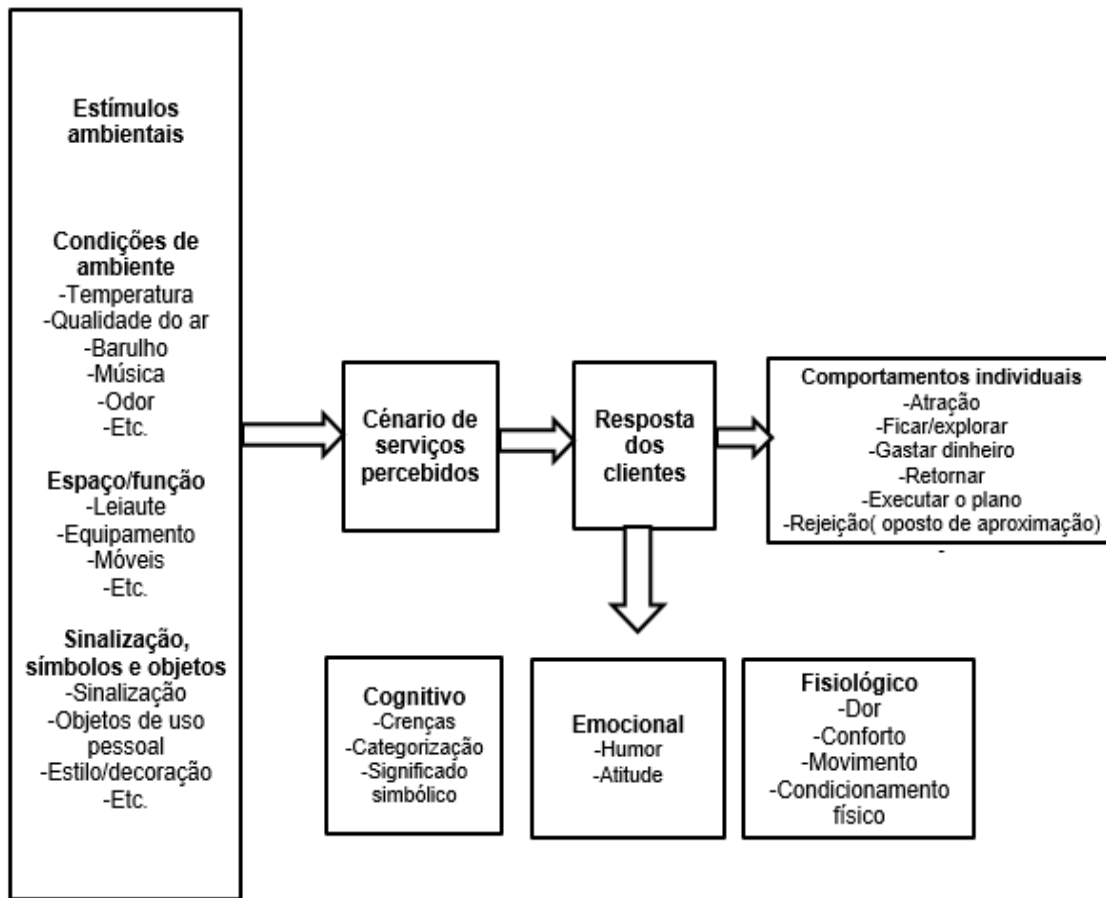 Estímulos
ambientais
Condições de
ambiente
-Temperatura
-Qualidade do ar
-Barulho
-Música
-Odor
-Etc.
Espaço/função
-Leiaute
-Equipamento
-Móveis
-Etc.
Sinalização,
símbolos e objetos
-Sinalização
-Objetos de uso
pessoal
-Estilo/decoração
-Etc.
Cénario de
serviços
percebidos
Resposta
dos
clientes
Comportamentos individuais
-Atração
-Ficar/explorar
-Gastar dinheiro
-Retornar
-Executar o plano
-Rejeição( oposto de aproximação)
-
Cognitivo
-Crenças
-Categorização
-Significado
simbólico
Emocional
-Humor
-Atitude
Fisiológico
-Dor
-Conforto
-Movimento
-Condicionamento
físico